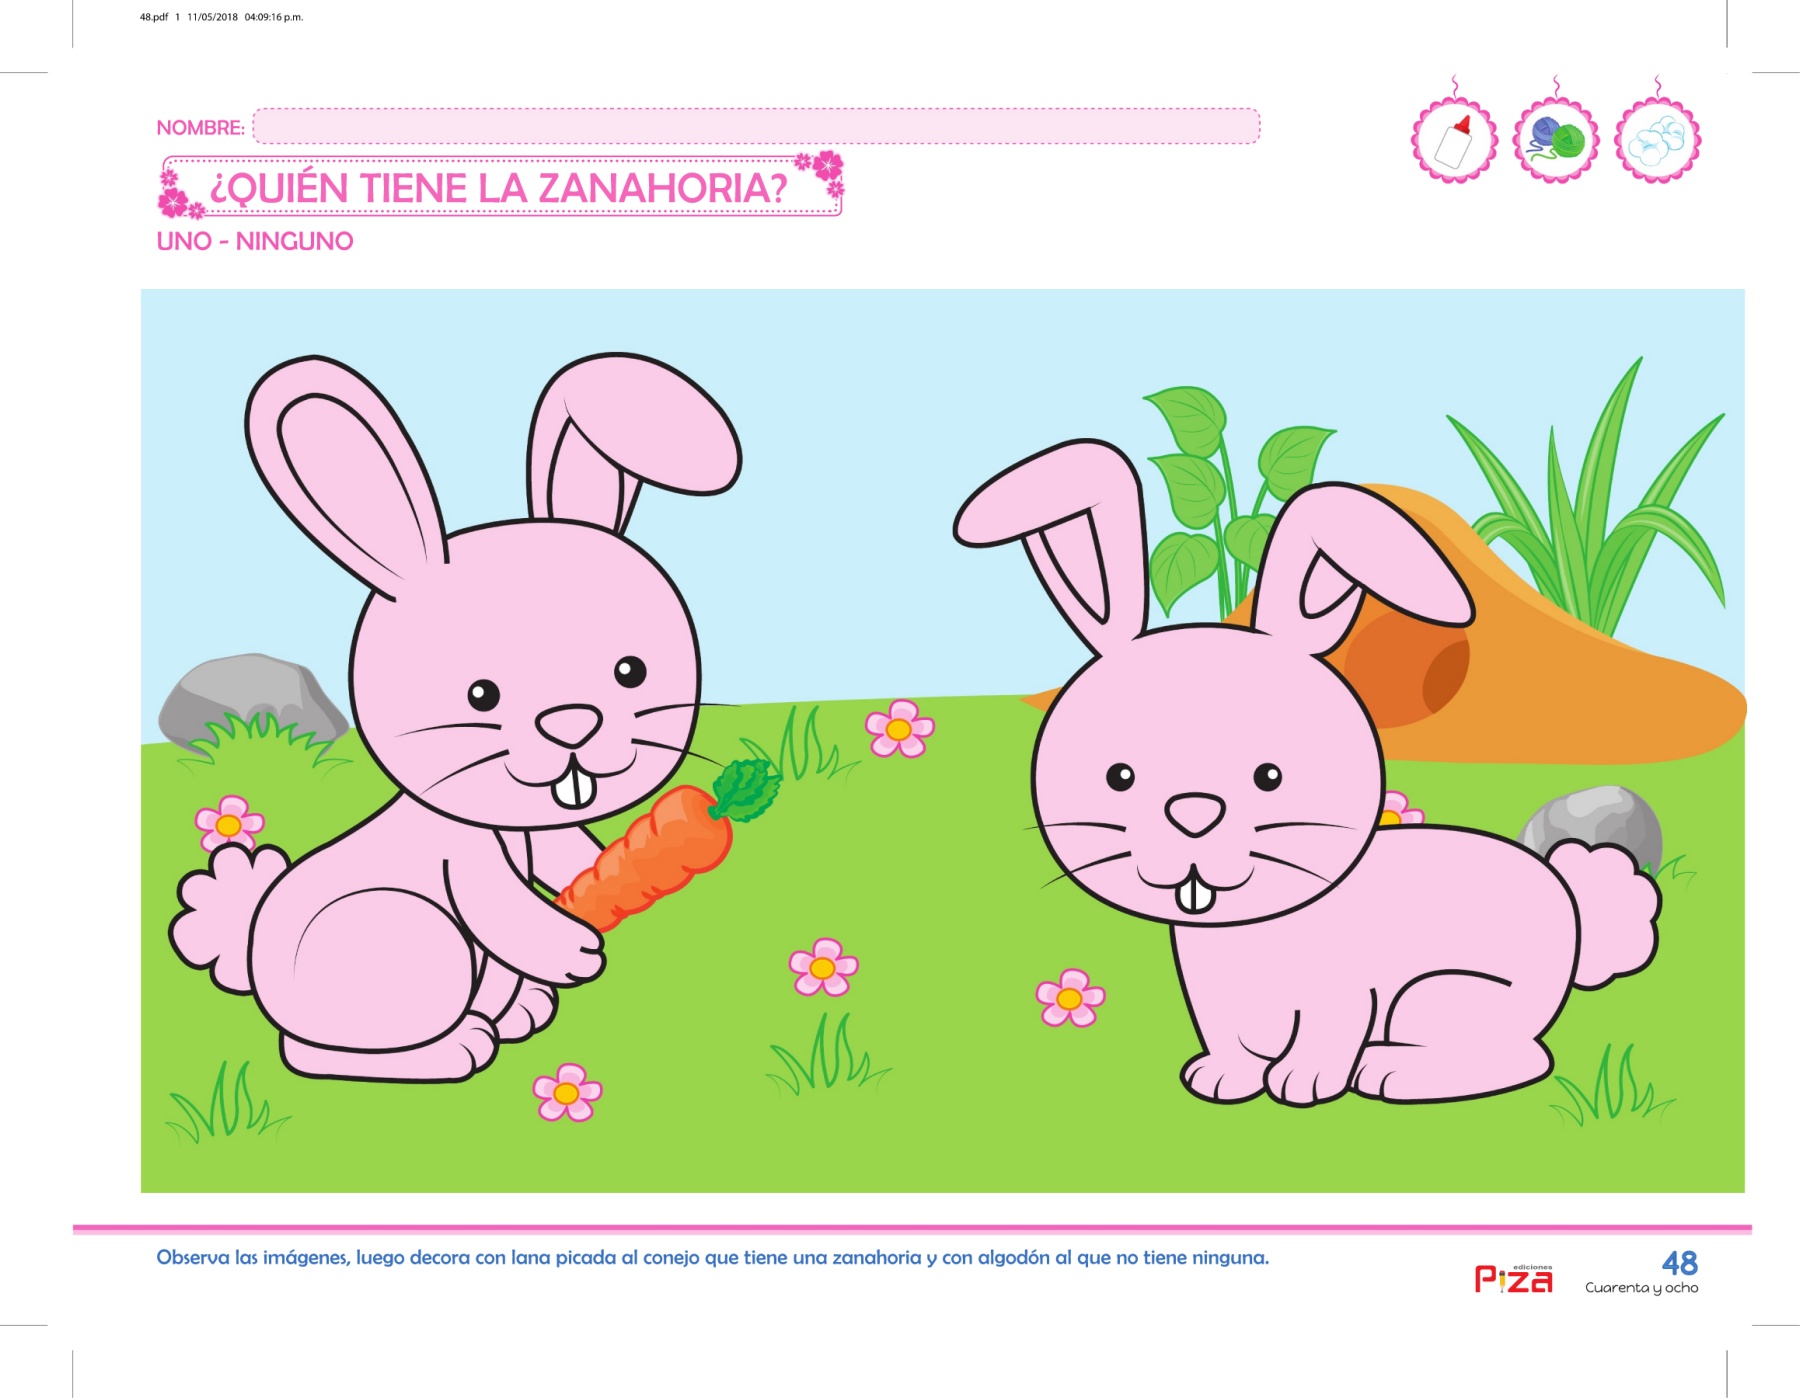 48.pdf 1 11/05/2018 04:09:16 p.m.
NOMBRE:
¿QUIÉN TIENE LA ZANAHORIA?
UNO - NINGUNO
Observa las imágenes, luego decora con lana picada al conejo que tiene una zanahoria y con algodón al que no tiene ninguna.
ediciones
Piza
48
Cuarenta y ocho